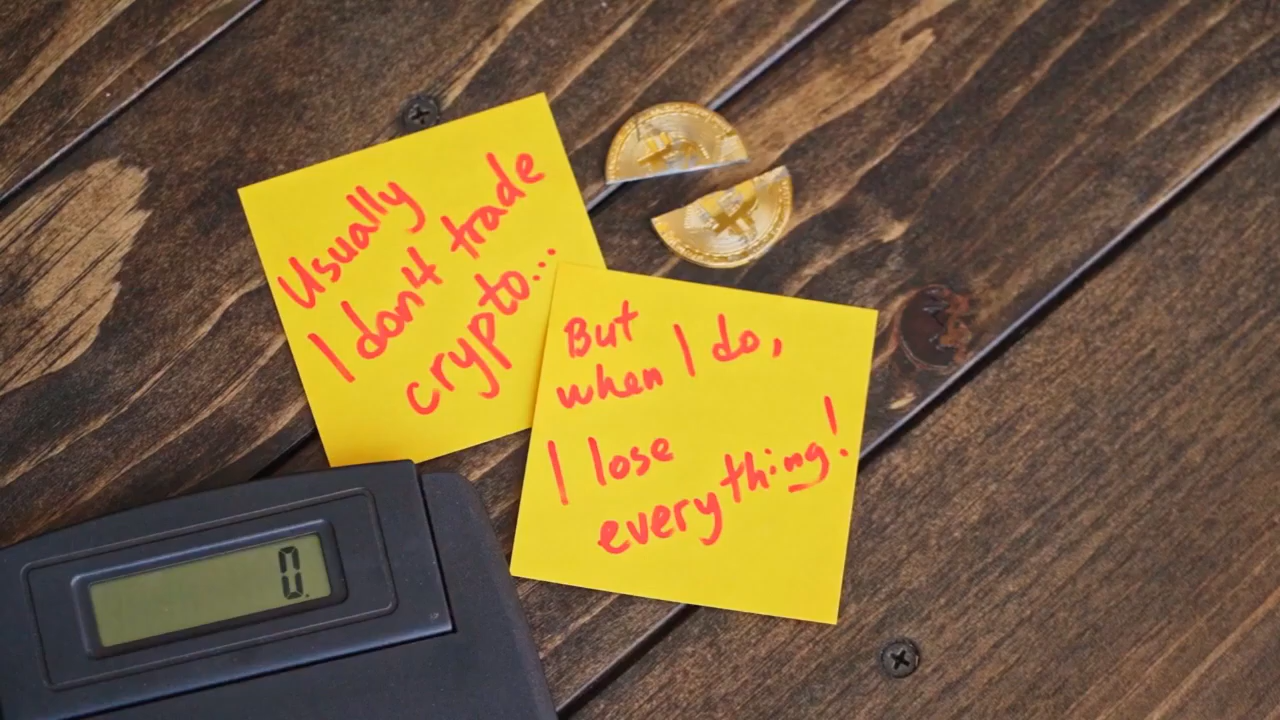 Usually
I don't trade
crypto...
But
when I do,
I lose
everything!
0.